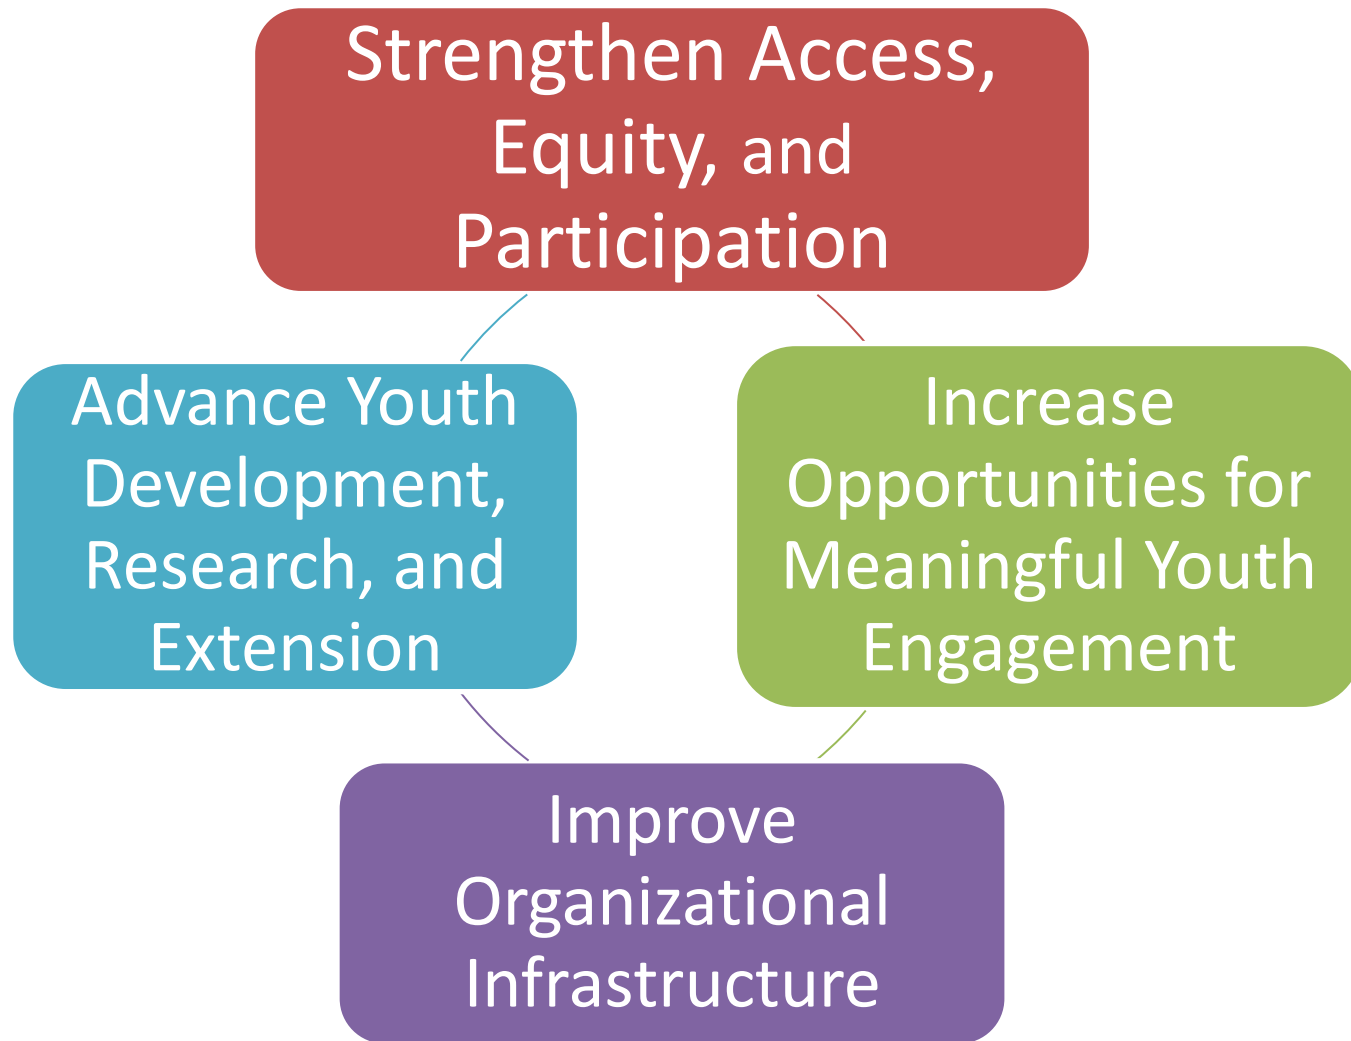 Strengthen Access,
Equity, and
Participation
Advance Youth
Development,
Research, and
Extension
Increase
Opportunities for
Meaningful Youth
Engagement
Improve
Organizational
Infrastructure